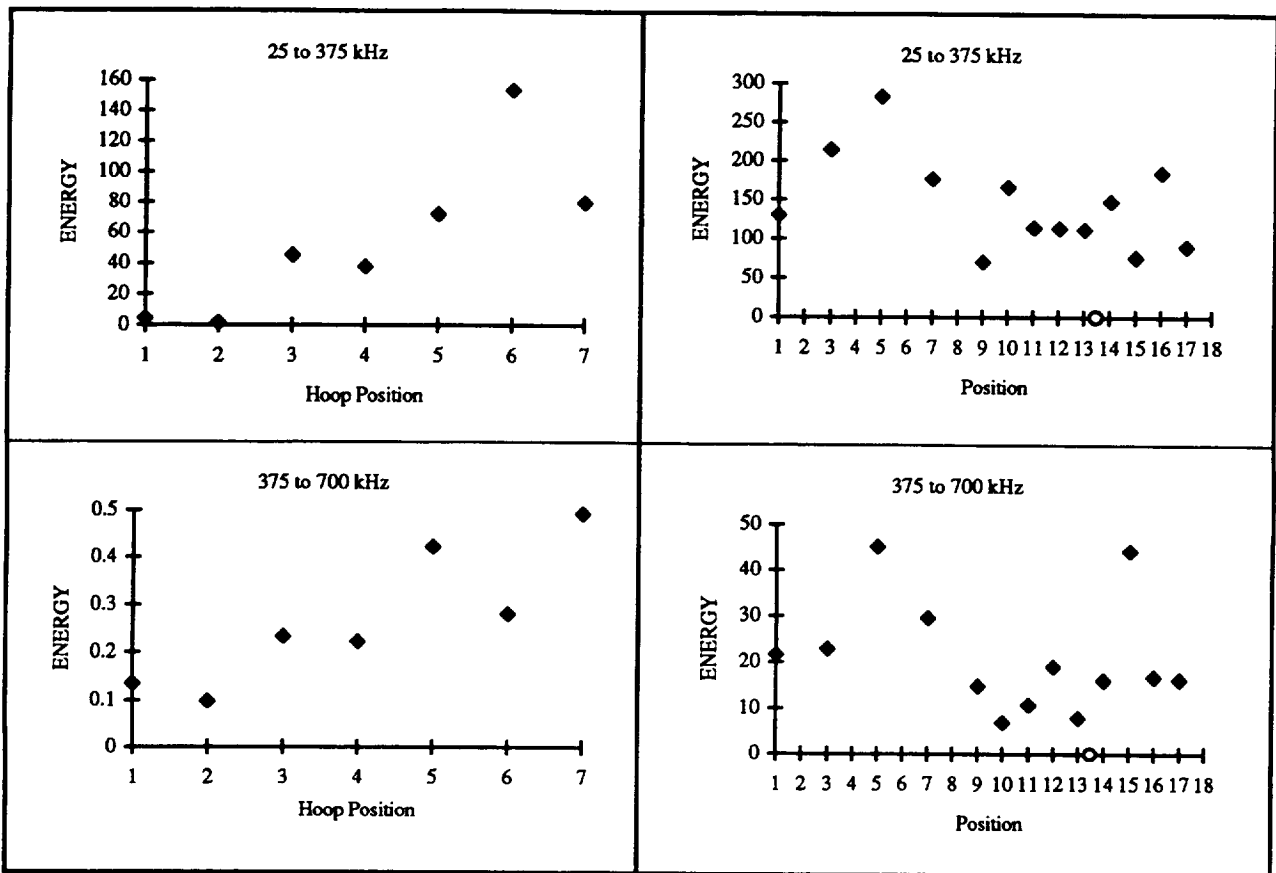 25 to 375 kHz
160
140
120
100
80
60
40
20
0
ENERGY
1 2 3 4 5 6 7
Hoop Position
25 to 375 kHz
300
250
200
150
100
50
0
ENERGY
1 2 3 4 5 6 7 8 9 10 11 12 13 14 15 16 17 18
Position
375 to 700 kHz
0.5
0.4
0.3
0.2
0.1
0
ENERGY
1 2 3 4 5 6 7
Hoop Position
375 to 700 kHz
50
40
30
20
10
0
ENERGY
1 2 3 4 5 6 7 8 9 10 11 12 13 14 15 16 17 18
Position